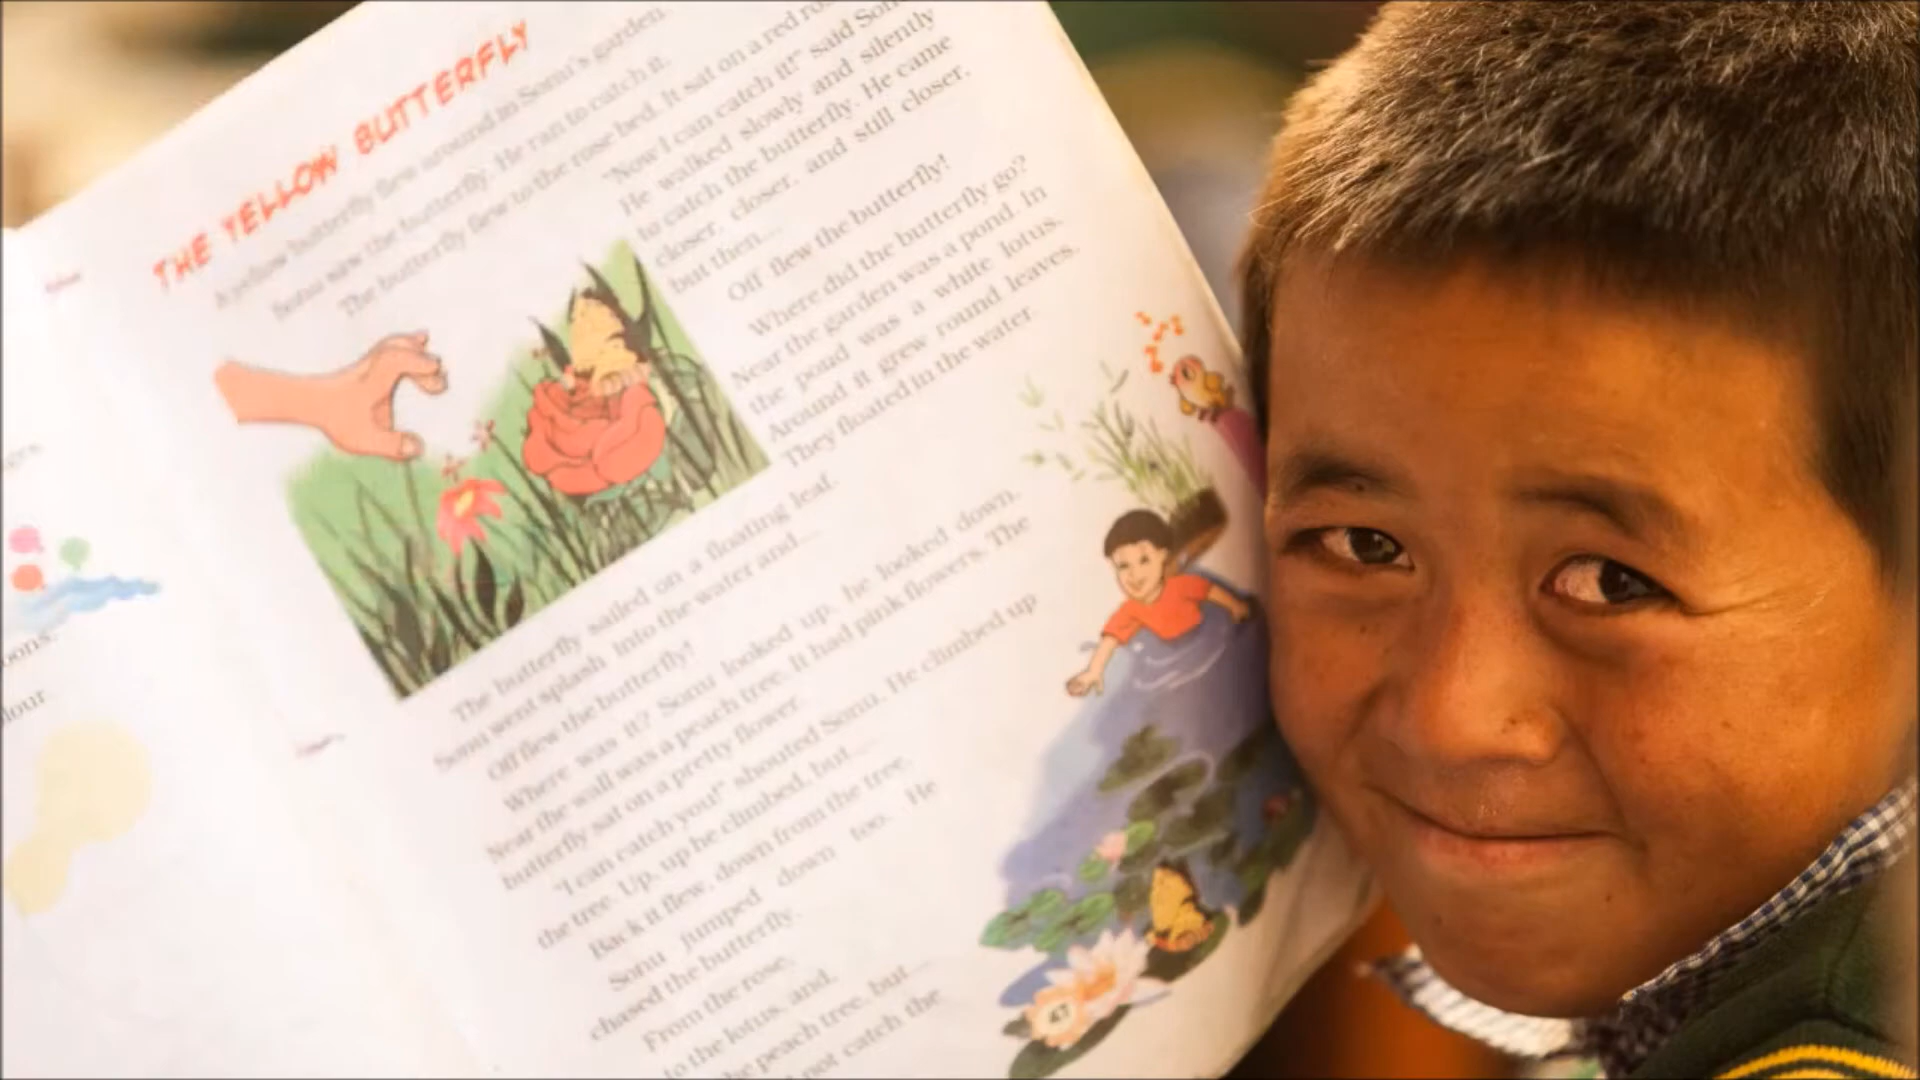 THE YELLOW BUTTERFLY
A yellow butterfly flew around in Sonu's garden.
Sonu saw the butterfly. He ran to catch it.
The butterfly flew to the rose bed. It sat on a red
"Now I can catch it!" said
He walked slowly and silently
to catch the butterfly. He came
closer, closer, and still closer,
but then...
Off flew the butterfly!
Where did the butterfly go?
Near the garden was a pond. In
the pond was a white lotus.
Around it grew round leaves.
They floated in the water.
The butterfly sailed on a floating leaf.
Sonu went splash into the water and....
Off flew the butterfly!
Where was it? Sonu looked up, he looked down.
Near the wall was a peach tree. It had pink flowers. The
butterfly sat on a pretty flower.
"I can catch you!" shouted Sonu. He climbed up
the tree. Up, up he climbed, but....
Back it flew, down from the tree.
Sonu jumped down too. He
chased the butterfly.
From the rose,
to the lotus, and,
peach tree, but....
not catch the
47
lour